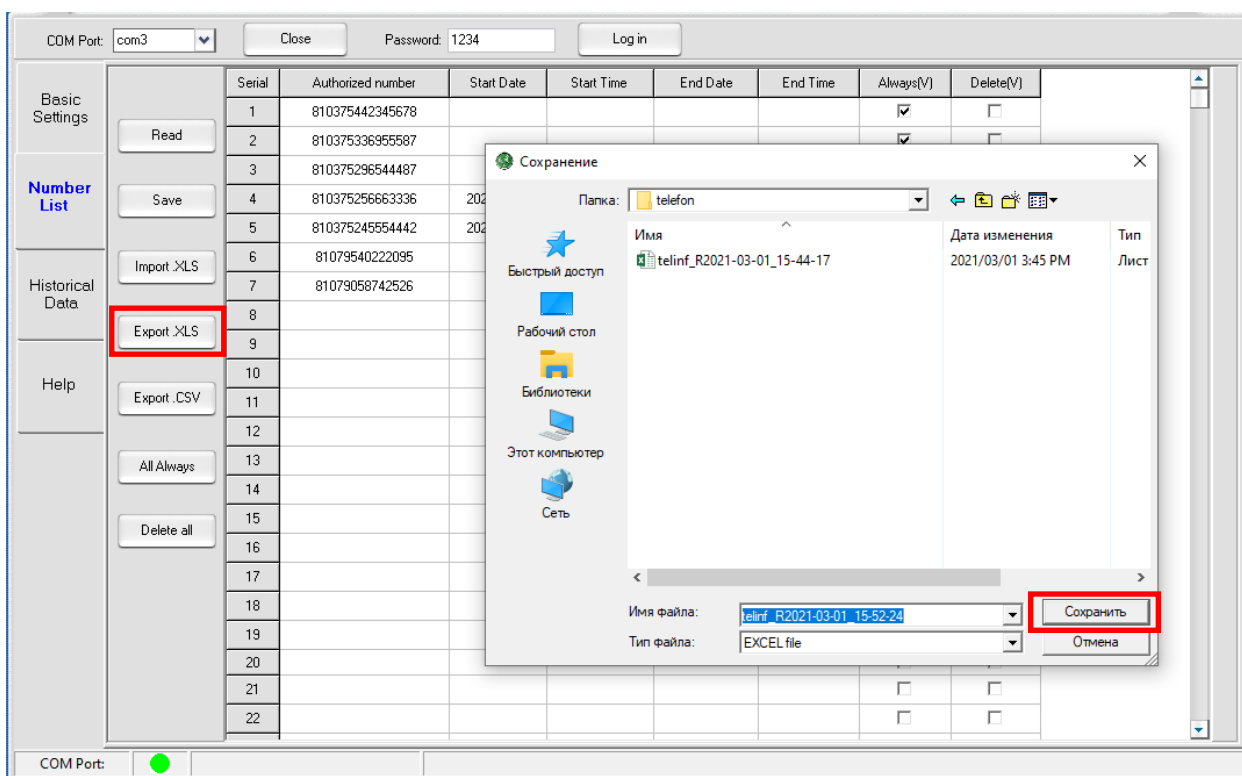 COM Port: com3 Close Password: 1234 Log in
Basic Settings
Number List
Historical Data
Help
Read
Save
Import .XLS
Export .XLS
Export .CSV
All Always
Delete all
Serial Authorized number Start Date Start Time End Date End Time Always(V) Delete(V)
1 810375442345678
2 810375336955587
3 810375296544487
4 810375256663336 202
5 810375245554442 202
6 81079540222095
7 81079058742526
8
9
10
11
12
13
14
15
16
17
18
19
20
21
22
Сохранение
Папка: telefon
Имя Дата изменения Тип
telinf_R2021-03-01_15-44-17 2021/03/01 3:45 PM Лист
Быстрый доступ
Рабочий стол
Библиотеки
Этот компьютер
Сеть
Имя файла: telinf_R2021-03-01_15-52-24 Сохранить
Тип файла: EXCEL file Отмена
COM Port: